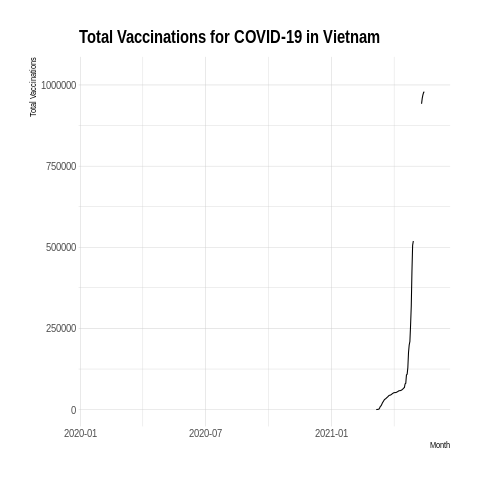 Total Vaccinations for COVID-19 in Vietnam
Total Vaccinations
1000000
750000
500000
250000
0
2020-01
2020-07
2021-01
Month